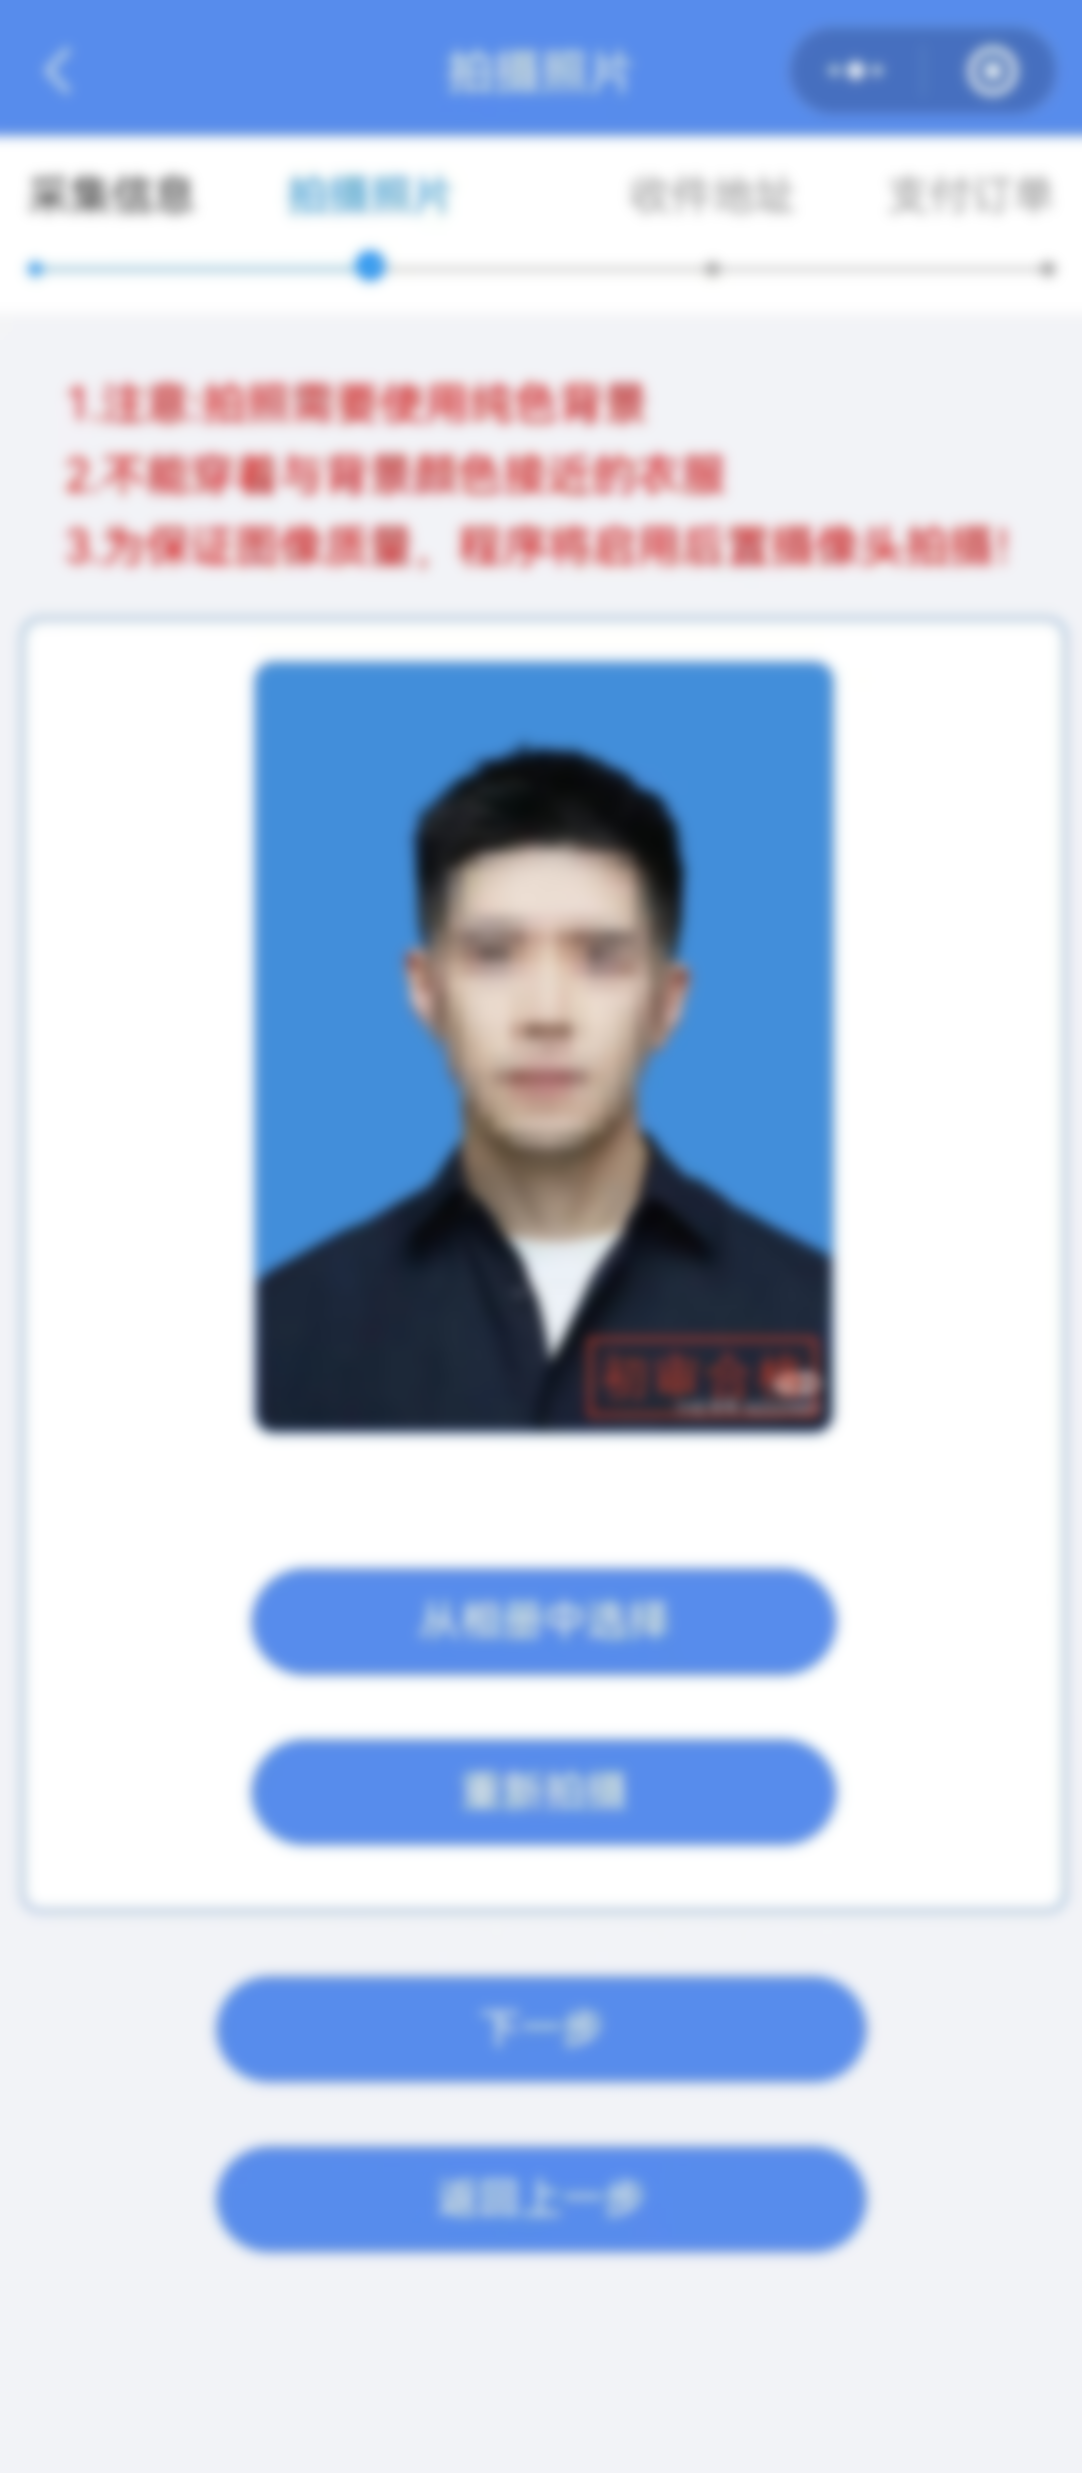 拍摄照片
采集信息 拍摄照片 收件地址 支付订单
1.注意:拍照需要使用纯色背景
2.不能穿着与背景颜色接近的衣服
3.为保证图像质量，程序将启用后置摄像头拍摄!
初审合格
从相册中选择
重新拍摄
下一步
返回上一步